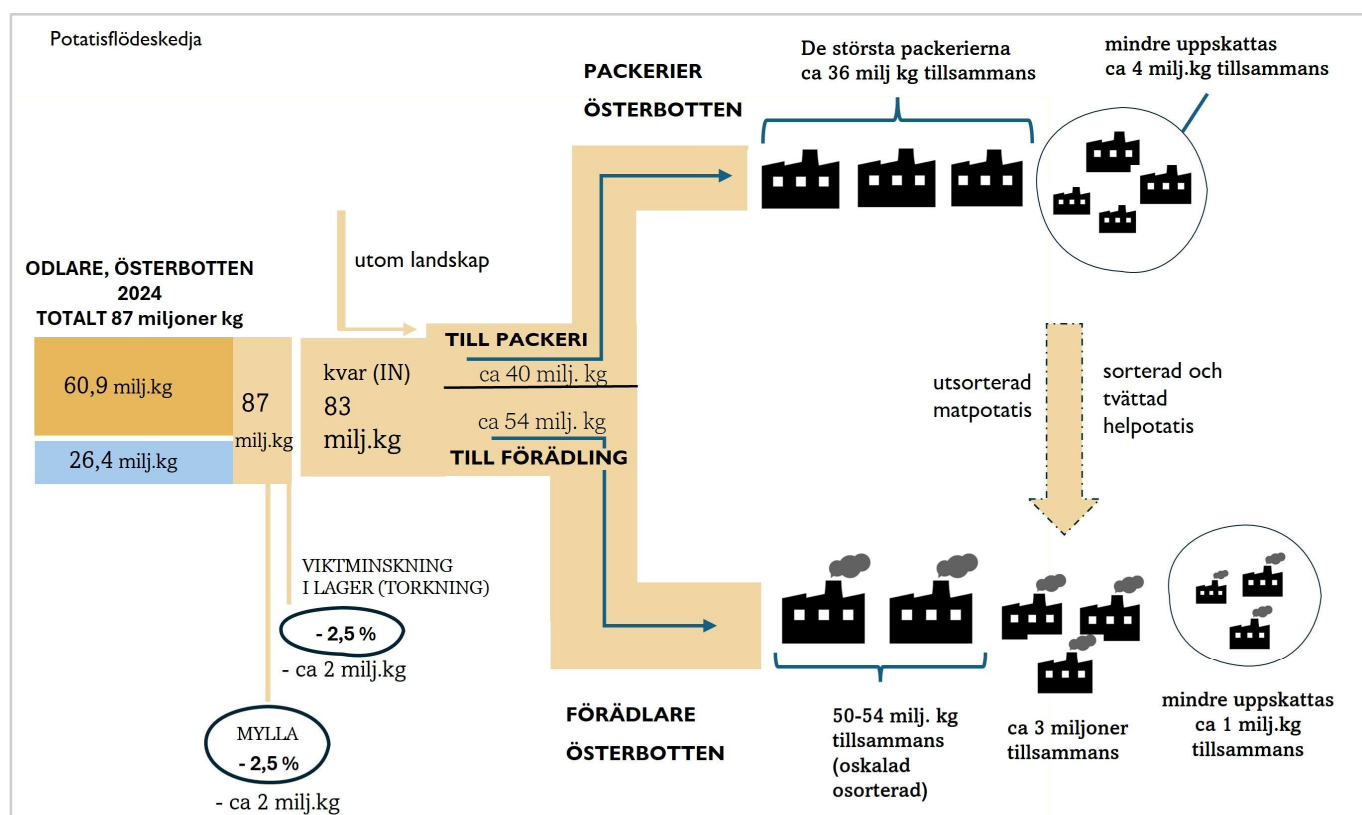 Potatisflödeskedja
PACKERIER
ÖSTERBOTTEN
De största packerierna
ca 36 milj kg tillsammans
mindre uppskattas
ca 4 milj.kg tillsammans
utom landskap
ODLARE, ÖSTERBOTTEN
2024
TOTALT 87 miljoner kg
60,9 milj.kg
26,4 milj.kg
87
milj.kg
kvar (IN)
83
milj.kg
TILL PACKERI
ca 40 milj. kg
ca 54 milj. kg
TILL FÖRÄDLING
utsorterad
matpotatis
sorterad och
tvättad
helpotatis
VIKTMINSKNING
I LAGER (TORKNING)
- 2,5 %
- ca 2 milj.kg
MYLLA
- 2,5 %
- ca 2 milj.kg
FÖRÄDLARE
ÖSTERBOTTEN
50-54 milj. kg
tillsammans
(oskalad
osorterad)
ca 3 miljoner
tillsammans
mindre uppskattas
ca 1 milj.kg
tillsammans